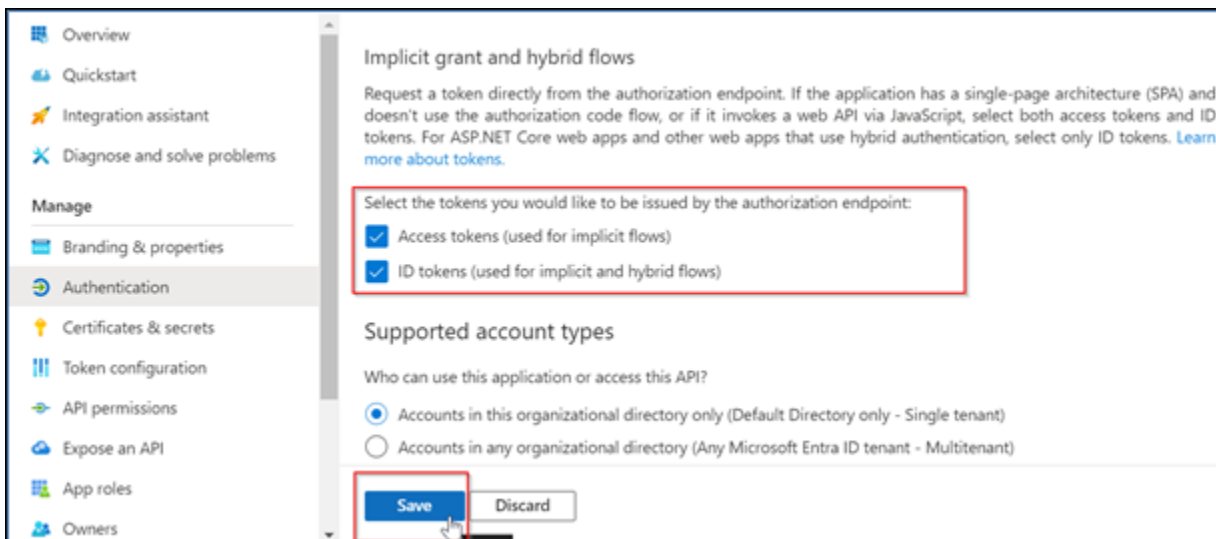 Overview
Quickstart
Integration assistant
Diagnose and solve problems
Manage
Branding & properties
Authentication
Certificates & secrets
Token configuration
API permissions
Expose an API
App roles
Owners
Implicit grant and hybrid flows
Request a token directly from the authorization endpoint. If the application has a single-page architecture (SPA) and
doesn't use the authorization code flow, or if it invokes a web API via JavaScript, select both access tokens and ID
tokens. For ASP.NET Core web apps and other web apps that use hybrid authentication, select only ID tokens. Learn
more about tokens.
Select the tokens you would like to be issued by the authorization endpoint:
Access tokens (used for implicit flows)
ID tokens (used for implicit and hybrid flows)
Supported account types
Who can use this application or access this API?
Accounts in this organizational directory only (Default Directory only - Single tenant)
Accounts in any organizational directory (Any Microsoft Entra ID tenant - Multitenant)
Save Discard